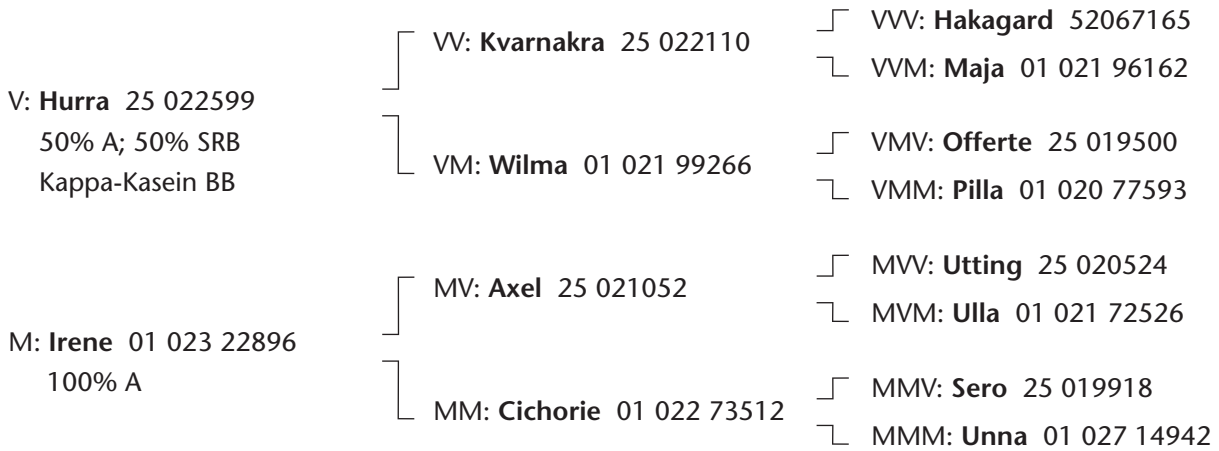 V: Hurra 25 022599
50% A; 50% SRB
Kappa-Kasein BB
M: Irene 01 023 22896
100% A
VV: Kvarnakra 25 022110
VM: Wilma 01 021 99266
MV: Axel 25 021052
MM: Cichorie 01 022 73512
VVV: Hakagard 52067165
VVM: Maja 01 021 96162
VMV: Offerte 25 019500
VMM: Pilla 01 020 77593
MVV: Utting 25 020524
MVM: Ulla 01 021 72526
MMV: Sero 25 019918
MMM: Unna 01 027 14942